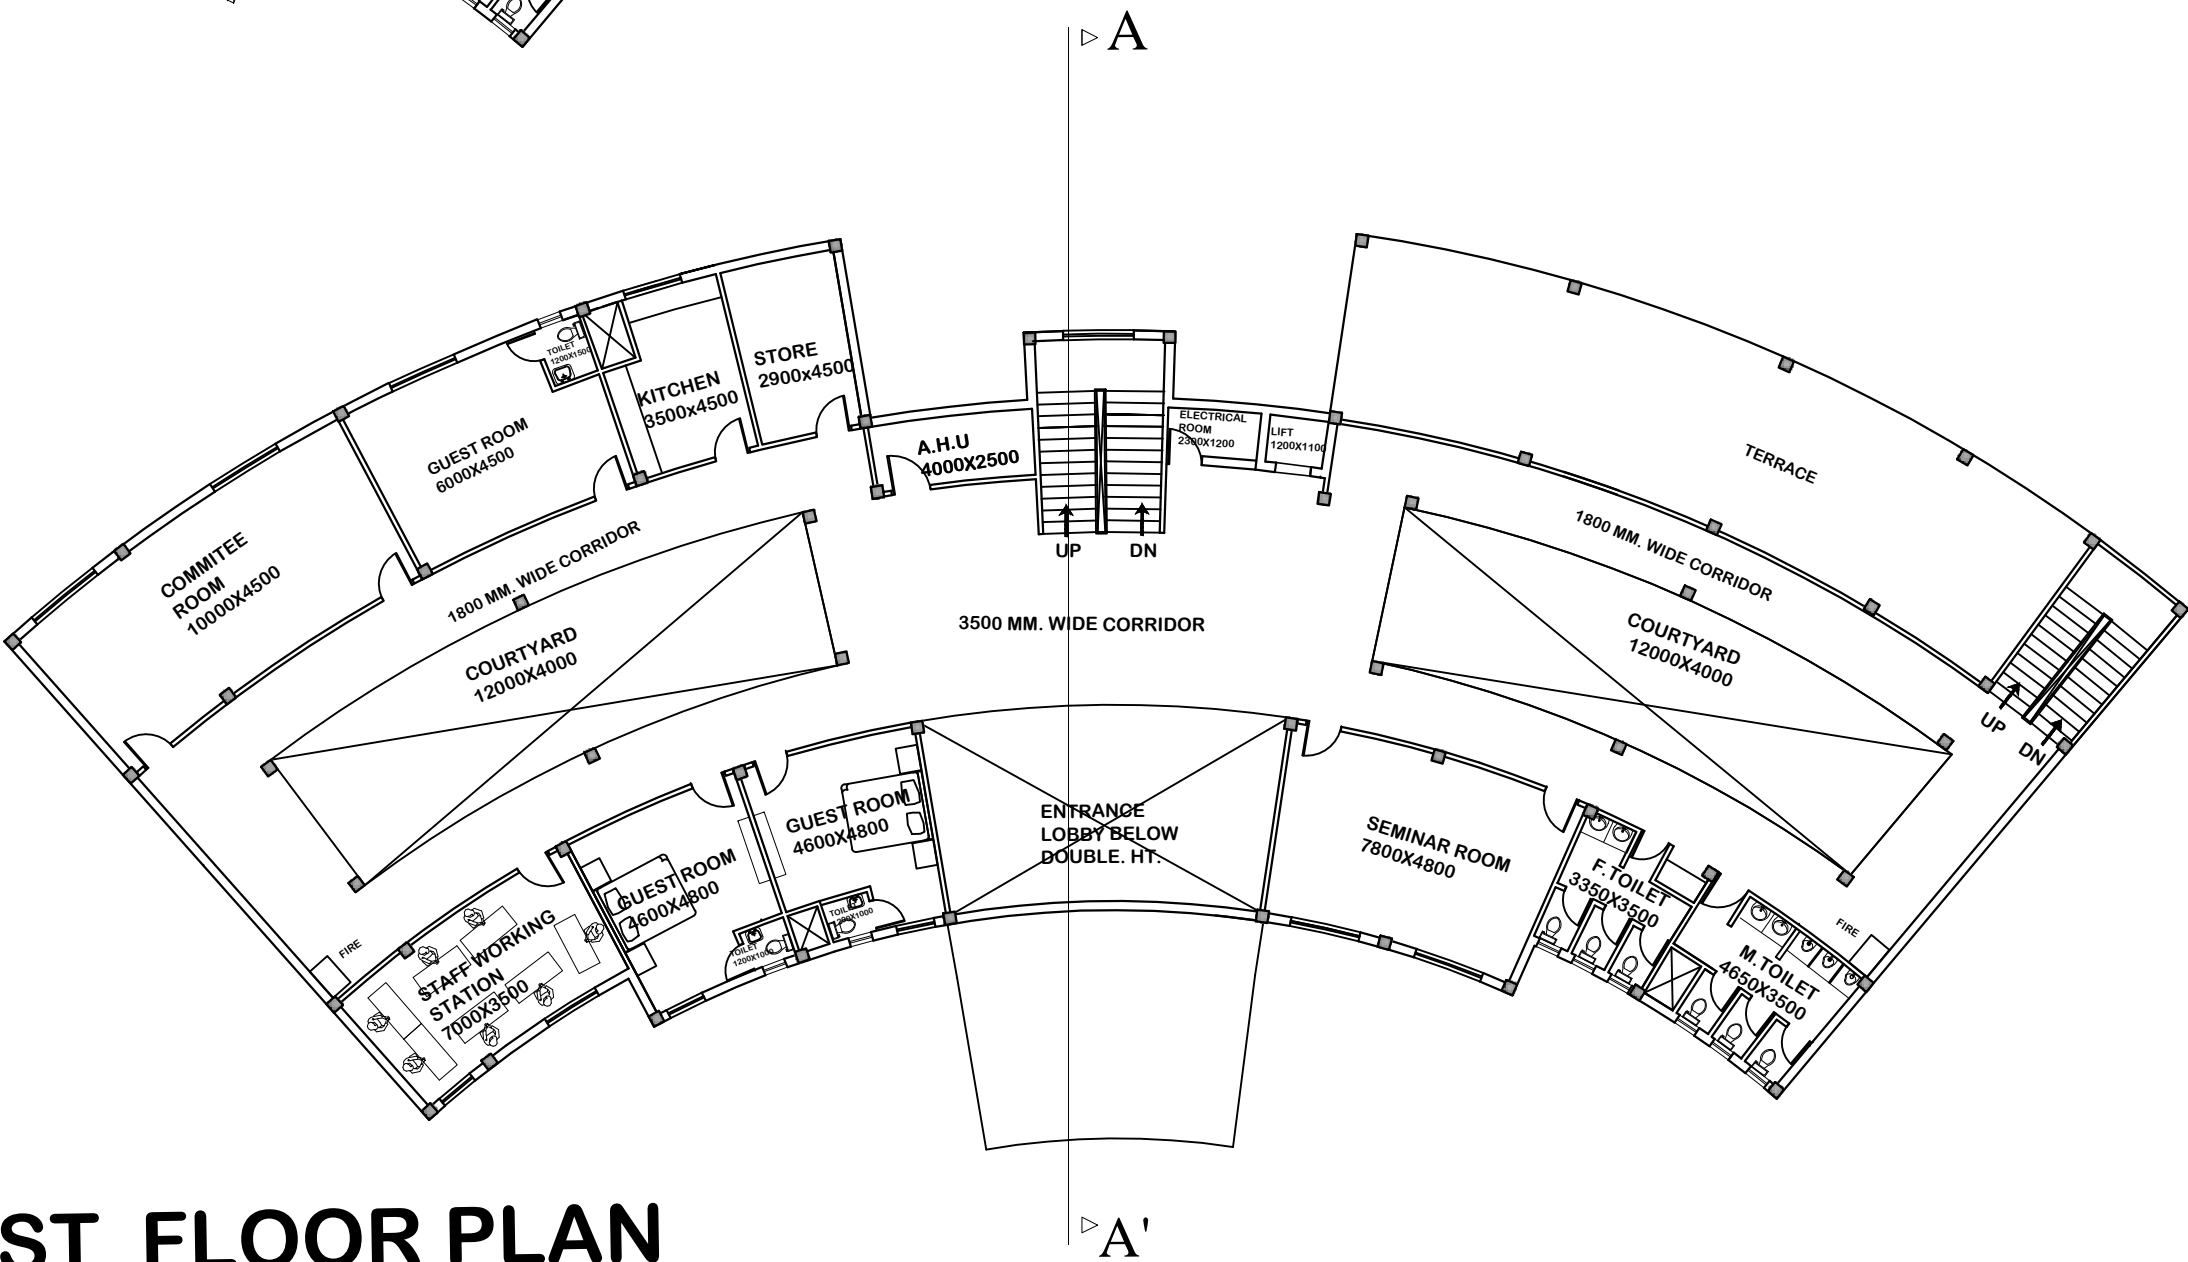 A
STORE
2900x4500
TOILET
1200X1500
KITCHEN
3500x4500
GUEST ROOM
6000X4500
A.H.U
4000X2500
ELECTRICAL
ROOM
2300X1200
LIFT
1200X1100
TERRACE
COMMITEE
ROOM
10000X4500
1800 MM. WIDE CORRIDOR
1800 MM. WIDE CORRIDOR
UP
DN
3500 MM. WIDE CORRIDOR
COURTYARD
12000X4000
COURTYARD
12000X4000
UP
DN
GUEST ROOM
4600X4800
ENTRANCE
LOBBY BELOW
DOUBLE. HT.
SEMINAR ROOM
7800X4800
GUEST ROOM
4600X4800
F.TOILET
3350X3500
TOILET
1200X1000
TOILET
1200X1000
FIRE
FIRE
STAFF WORKING
STATION
7000X3500
M.TOILET
4650X3500
ST FLOOR PLAN
A'